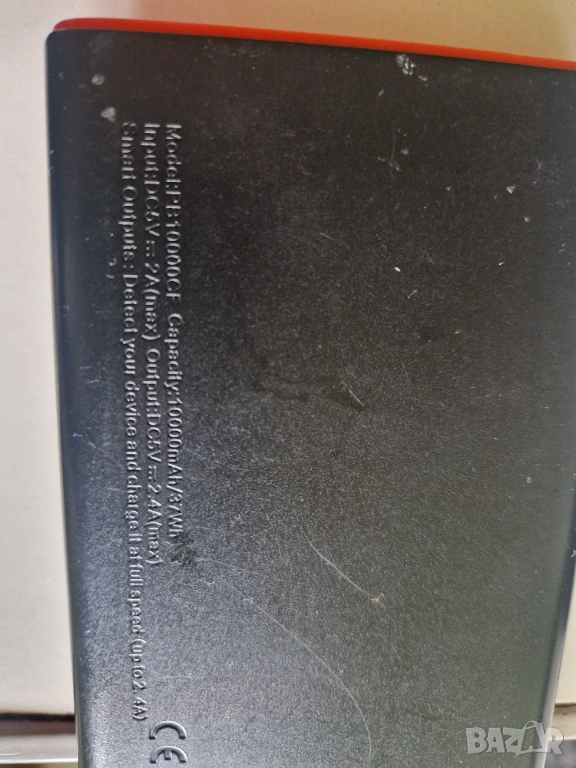 Model:PB10000CF Capacity:10000mAh/37Wh
Input:DC5V⎓2A(max) Output:DC5V⎓2.4A(max)
Smart Outputs: Detect your device and charge it at full speed (up to 2.4A)
CE
BAZAR